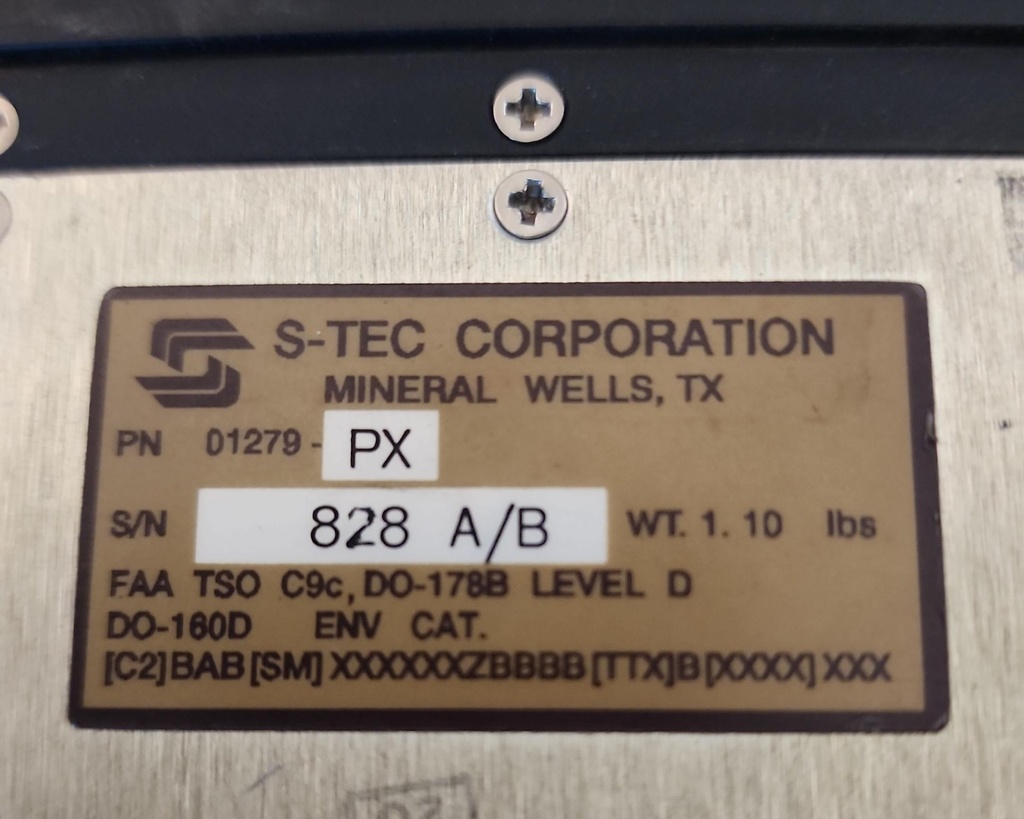 S-TEC CORPORATION
MINERAL WELLS, TX
PN 01279-PX
S/N 828 A/B WT. 1.10 lbs
FAA TSO C9c, DO-178B LEVEL D
DO-160D ENV CAT.
[C2]BAB[SM]XXXXXXZBBBB[TTX]B[XXXX]XXX